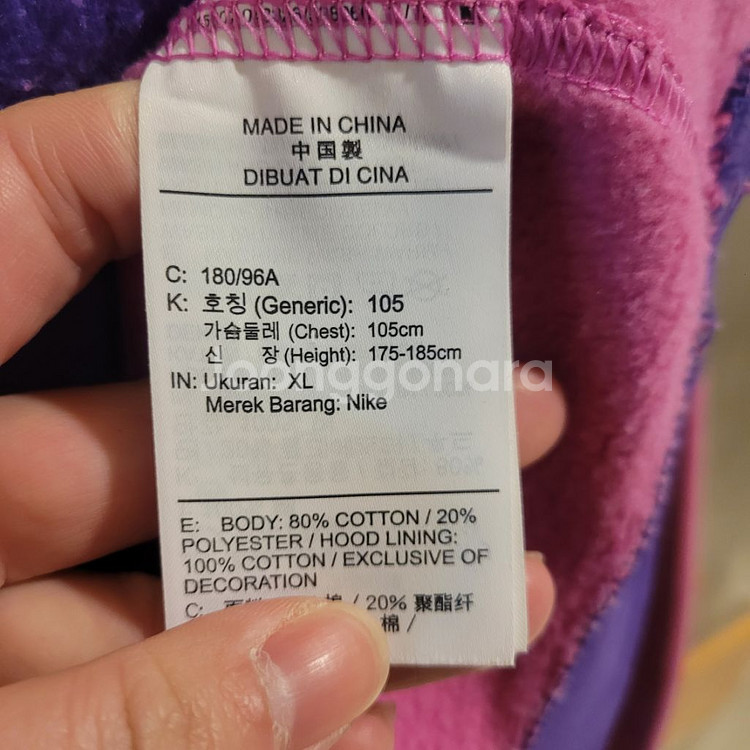 MADE IN CHINA
中国製
DIBUAT DI CINA
C: 180/96A
K: 호칭 (Generic): 105
가슴둘레 (Chest): 105cm
신 장 (Height): 175-185cm
joonggonara
IN: Ukuran: XL
Merek Barang: Nike
E: BODY: 80% COTTON / 20%
POLYESTER / HOOD LINING:
100% COTTON / EXCLUSIVE OF
DECORATION
C: 棉 / 20% 聚酯纤
棉 /